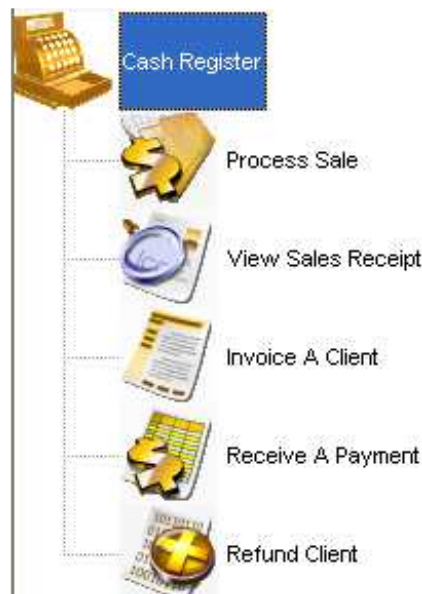 Cash Register
Process Sale
View Sales Receipt
Invoice A Client
Receive A Payment
Refund Client